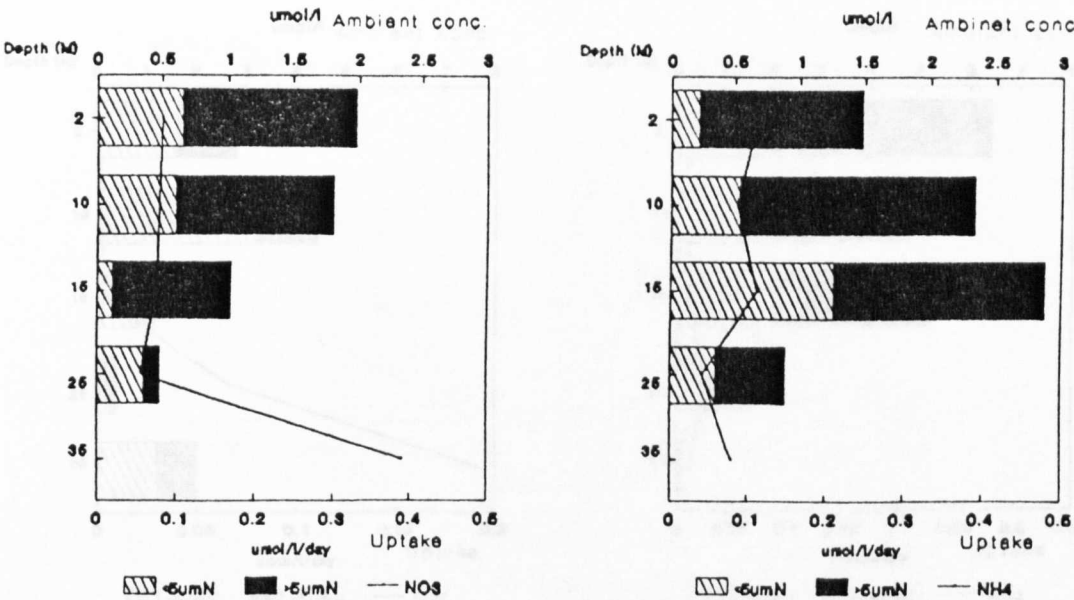 umol/l Ambient conc.
Depth (M)
0 0.5 1 1.5 2 2.5 3
2
10
15
25
35
0 0.1 0.2 0.3 0.4 0.5
umol/l/day Uptake
<5umN >5umN NO3
umol/l Ambinet conc
Depth (M)
0 0.5 1 1.5 2 2.5 3
2
10
15
25
35
0 0.1 0.2 0.3 0.4 0.5
umol/l/day Uptake
<5umN >5umN NH4